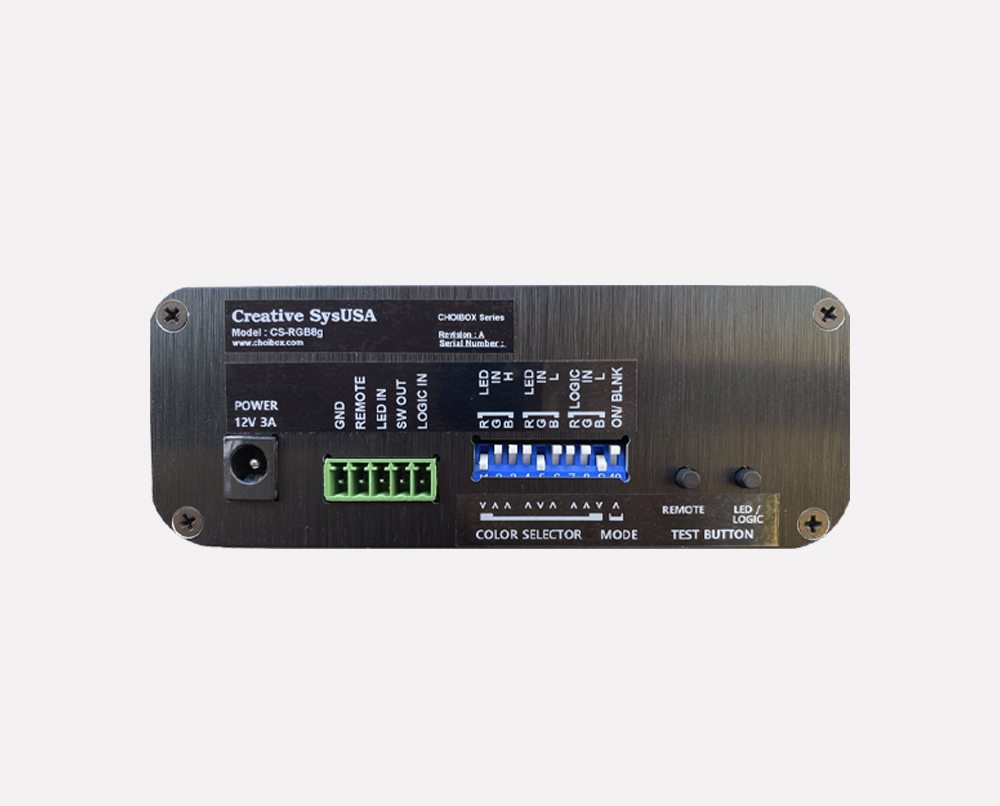 Creative SysUSA
Model : CS-RGB8g
www.choibox.com
CHOIBOX Series
Revision : A
Serial Number :
POWER
12V 3A
GND
REMOTE
LED IN
SW OUT
LOGIC IN
R
G
B
LED
IN
H
R
G
B
LED
IN
L
R
G
B
LOGIC
IN
L
ON/ BLNK
COLOR SELECTOR
MODE
REMOTE
LED /
LOGIC
TEST BUTTON